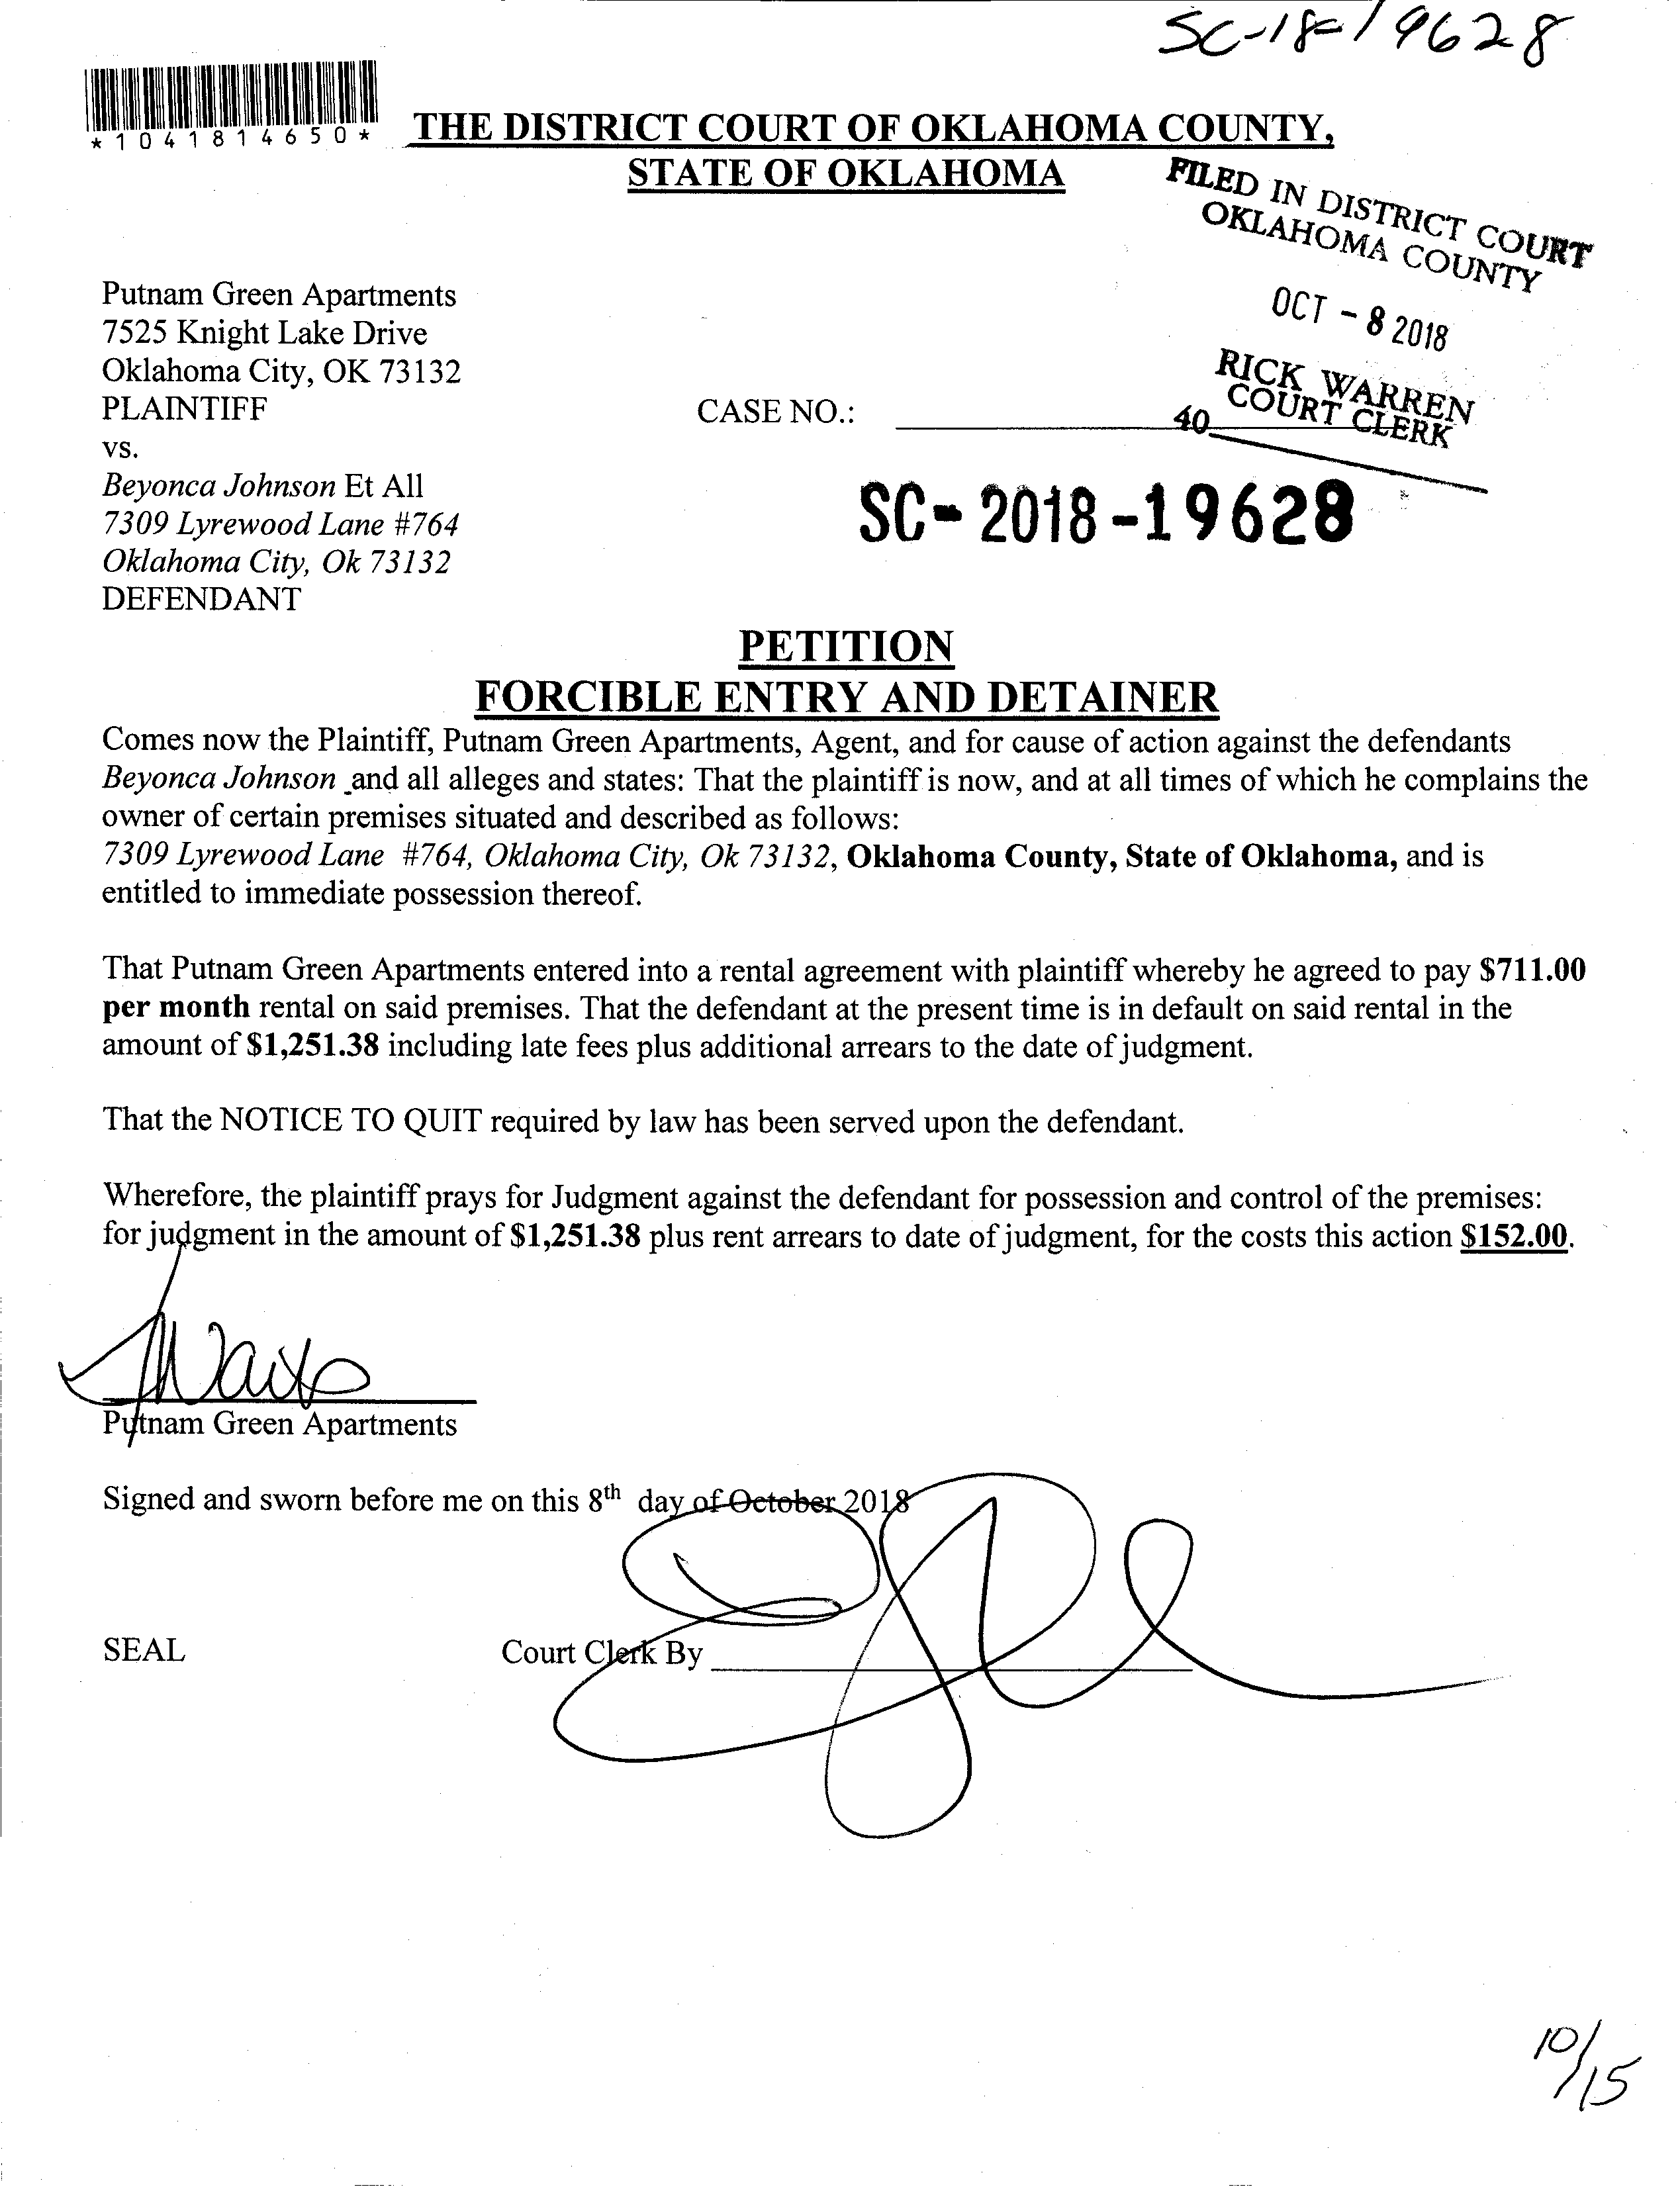 SC-18-19628
*1041814650*
THE DISTRICT COURT OF OKLAHOMA COUNTY,
STATE OF OKLAHOMA
FILED IN DISTRICT COURT
OKLAHOMA COUNTY
OCT - 8 2018
RICK WARREN
COURT CLERK
40
Putnam Green Apartments
7525 Knight Lake Drive
Oklahoma City, OK 73132
PLAINTIFF
CASE NO.:
vs.
Beyonca Johnson Et All
7309 Lyrewood Lane #764
Oklahoma City, Ok 73132
DEFENDANT
SC- 2018 -19628
PETITION
FORCIBLE ENTRY AND DETAINER
Comes now the Plaintiff, Putnam Green Apartments, Agent, and for cause of action against the defendants
Beyonca Johnson and all alleges and states: That the plaintiff is now, and at all times of which he complains the
owner of certain premises situated and described as follows:
7309 Lyrewood Lane #764, Oklahoma City, Ok 73132, Oklahoma County, State of Oklahoma, and is
entitled to immediate possession thereof.
That Putnam Green Apartments entered into a rental agreement with plaintiff whereby he agreed to pay $711.00
per month rental on said premises. That the defendant at the present time is in default on said rental in the
amount of $1,251.38 including late fees plus additional arrears to the date of judgment.
That the NOTICE TO QUIT required by law has been served upon the defendant.
Wherefore, the plaintiff prays for Judgment against the defendant for possession and control of the premises:
for judgment in the amount of $1,251.38 plus rent arrears to date of judgment, for the costs this action $152.00.
Putnam Green Apartments
Signed and sworn before me on this 8th day of October 2018
SEAL
Court Clerk By
10/15